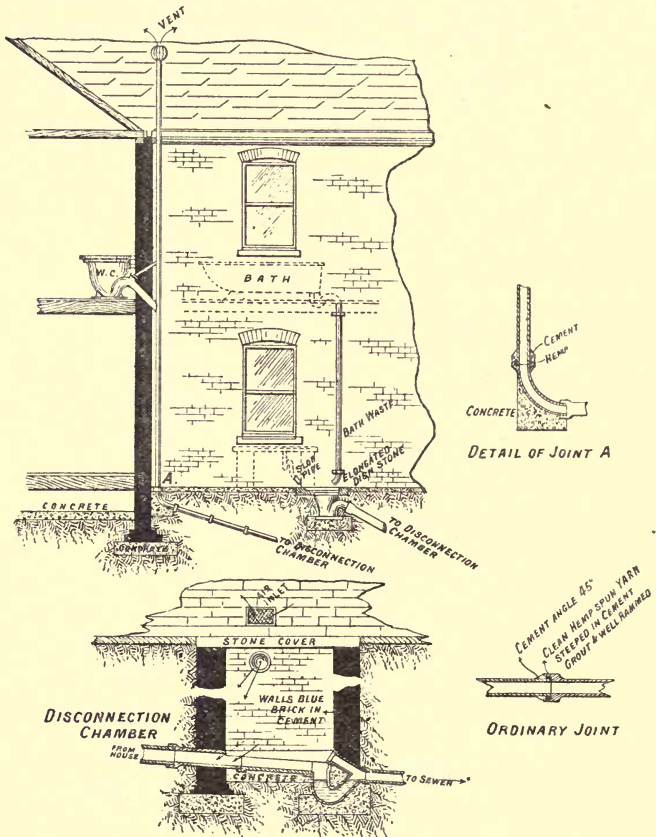 VENT
W.C.
BATH
BATH WASTE
ELONGATED
DISH STONE
SLOP
PIPE
A.
CONCRETE
CONCRETE
TO DISCONNECTION
CHAMBER
TO DISCONNECTION
CHAMBER
CEMENT
HEMP
CONCRETE
DETAIL OF JOINT A
AIR
INLET
STONE COVER
WALLS BLUE
BRICK IN
CEMENT
DISCONNECTION
CHAMBER
FROM
HOUSE
CONCRETE
TO SEWER
CEMENT ANGLE 45°
CLEAN HEMP SPUN YARN
STEEPED IN CEMENT
GROUT & WELL RAMMED
ORDINARY JOINT